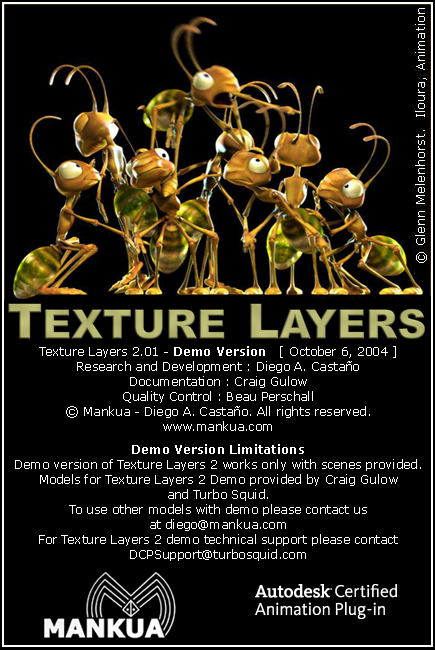 © Glenn Melenhorst. Iloura, Animation
TEXTURE LAYERS
Texture Layers 2.01 - Demo Version [ October 6, 2004 ]
Research and Development : Diego A. Castaño
Documentation : Craig Gulow
Quality Control : Beau Perschall
© Mankua - Diego A. Castaño. All rights reserved.
www.mankua.com
Demo Version Limitations
Demo version of Texture Layers 2 works only with scenes provided.
Models for Texture Layers 2 Demo provided by Craig Gulow
and Turbo Squid.
To use other models with demo please contact us
at diego@mankua.com
For Texture Layers 2 demo technical support please contact
DCPSupport@turbosquid.com
MANKUA
Autodesk Certified
Animation Plug-in